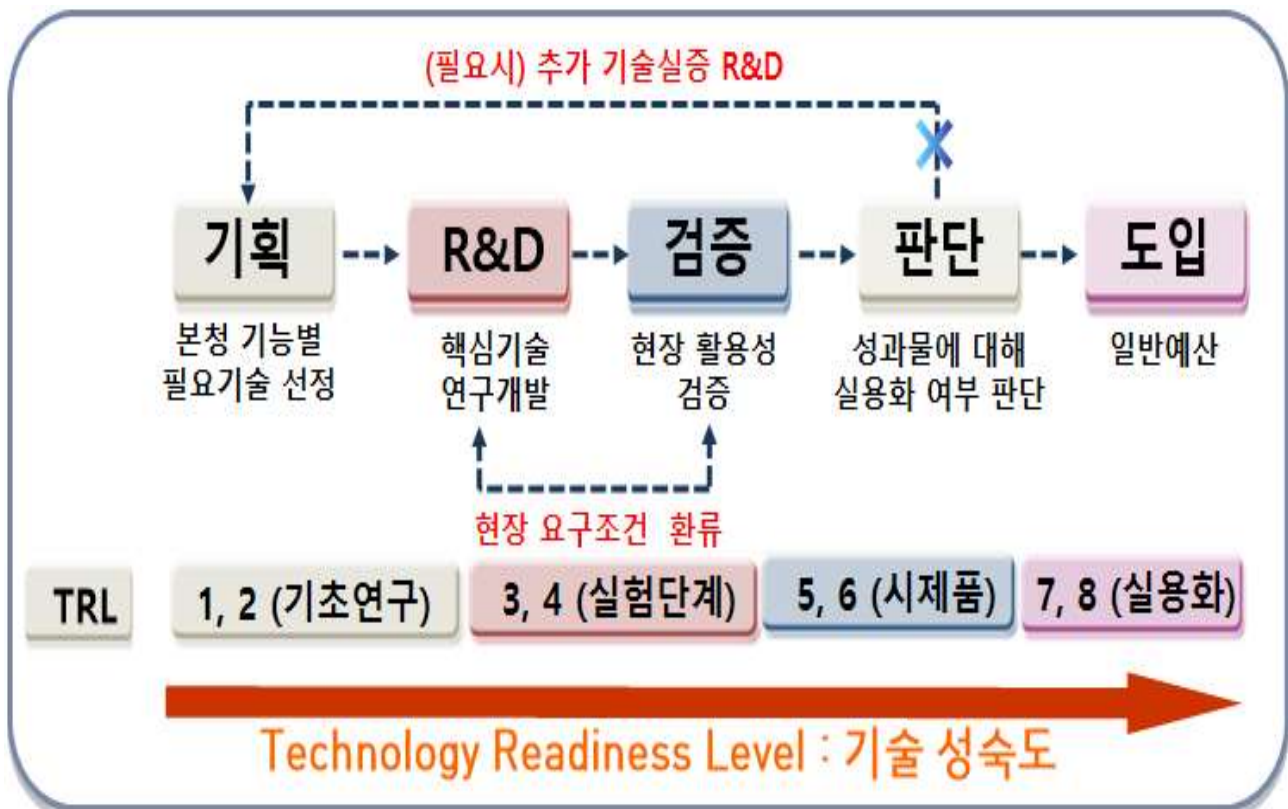 (필요시) 추가 기술실증 R&D
기획
R&D
검증
판단
도입
본청 기능별
필요기술 선정
핵심기술
연구개발
현장 활용성
검증
성과물에 대해
실용화 여부 판단
일반예산
현장 요구조건 환류
TRL
1, 2 (기초연구)
3, 4 (실험단계)
5, 6 (시제품)
7, 8 (실용화)
Technology Readiness Level : 기술 성숙도